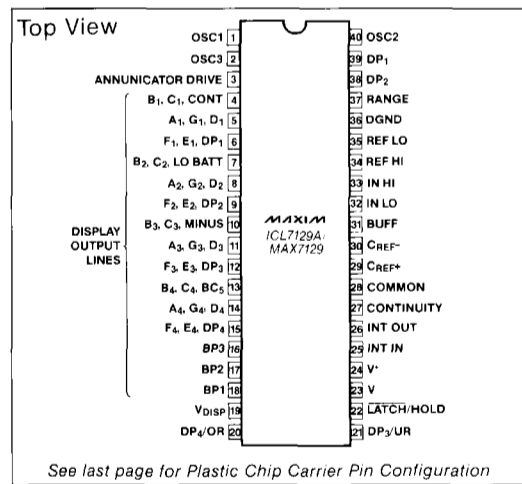 Top View
OSC1 1
OSC3 2
ANNUNICATOR DRIVE 3
B1, C1, CONT 4
A1, G1, D1 5
F1, E1, DP1 6
B2, C2, LO BATT 7
A2, G2, D2 8
F2, E2, DP2 9
B3, C3, MINUS 10
A3, G3, D3 11
F3, E3, DP3 12
B4, C4, BC5 13
A4, G4, D4 14
F4, E4, DP4 15
BP3 16
BP2 17
BP1 18
VDISP 19
DP4/OR 20
DISPLAY
OUTPUT
LINES
MAXIM
ICL7129A/
MAX7129
40 OSC2
39 DP1
38 DP2
37 RANGE
36 DGND
35 REF LO
34 REF HI
33 IN HI
32 IN LO
31 BUFF
30 CREF-
29 CREF+
28 COMMON
27 CONTINUITY
26 INT OUT
25 INT IN
24 V+
23 V
22 LATCH/HOLD
21 DP3/UR
See last page for Plastic Chip Carrier Pin Configuration